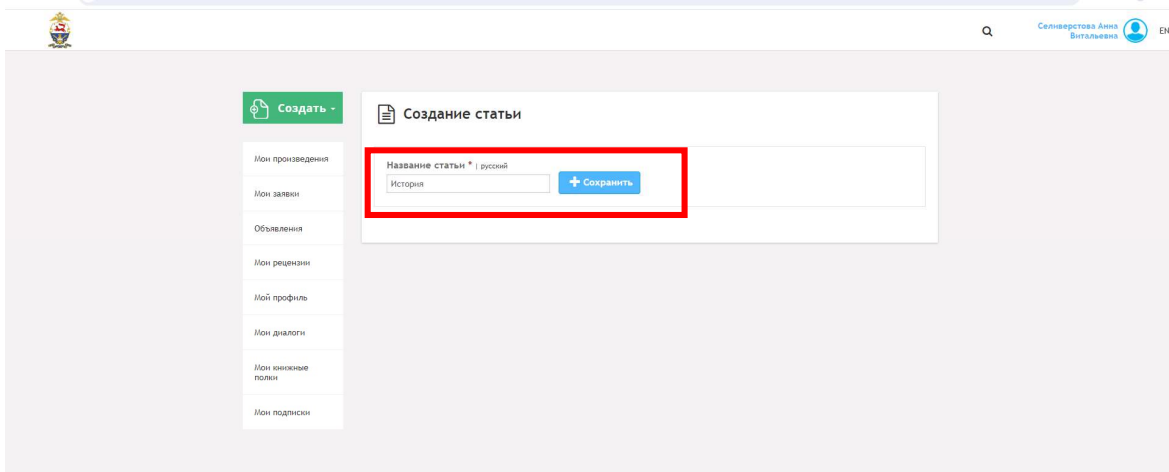 Селиверстова Анна
Витальевна
EN
Создать
Создание статьи
Мои произведения
Название статьи * | русский
История
Сохранить
Мои заявки
Объявления
Мои рецензии
Мой профиль
Мои диалоги
Мои книжные
полки
Мои подписки